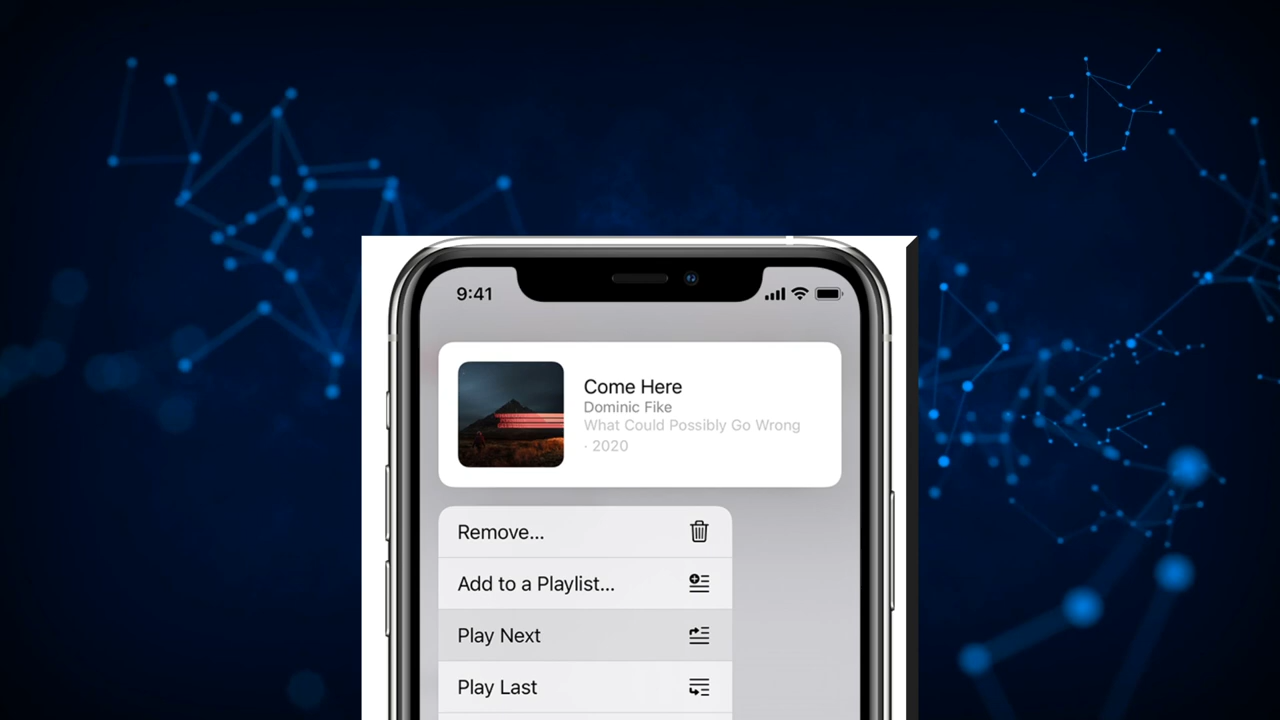 9:41
Come Here
Dominic Fike
What Could Possibly Go Wrong
· 2020
Remove...
Add to a Playlist...
Play Next
Play Last